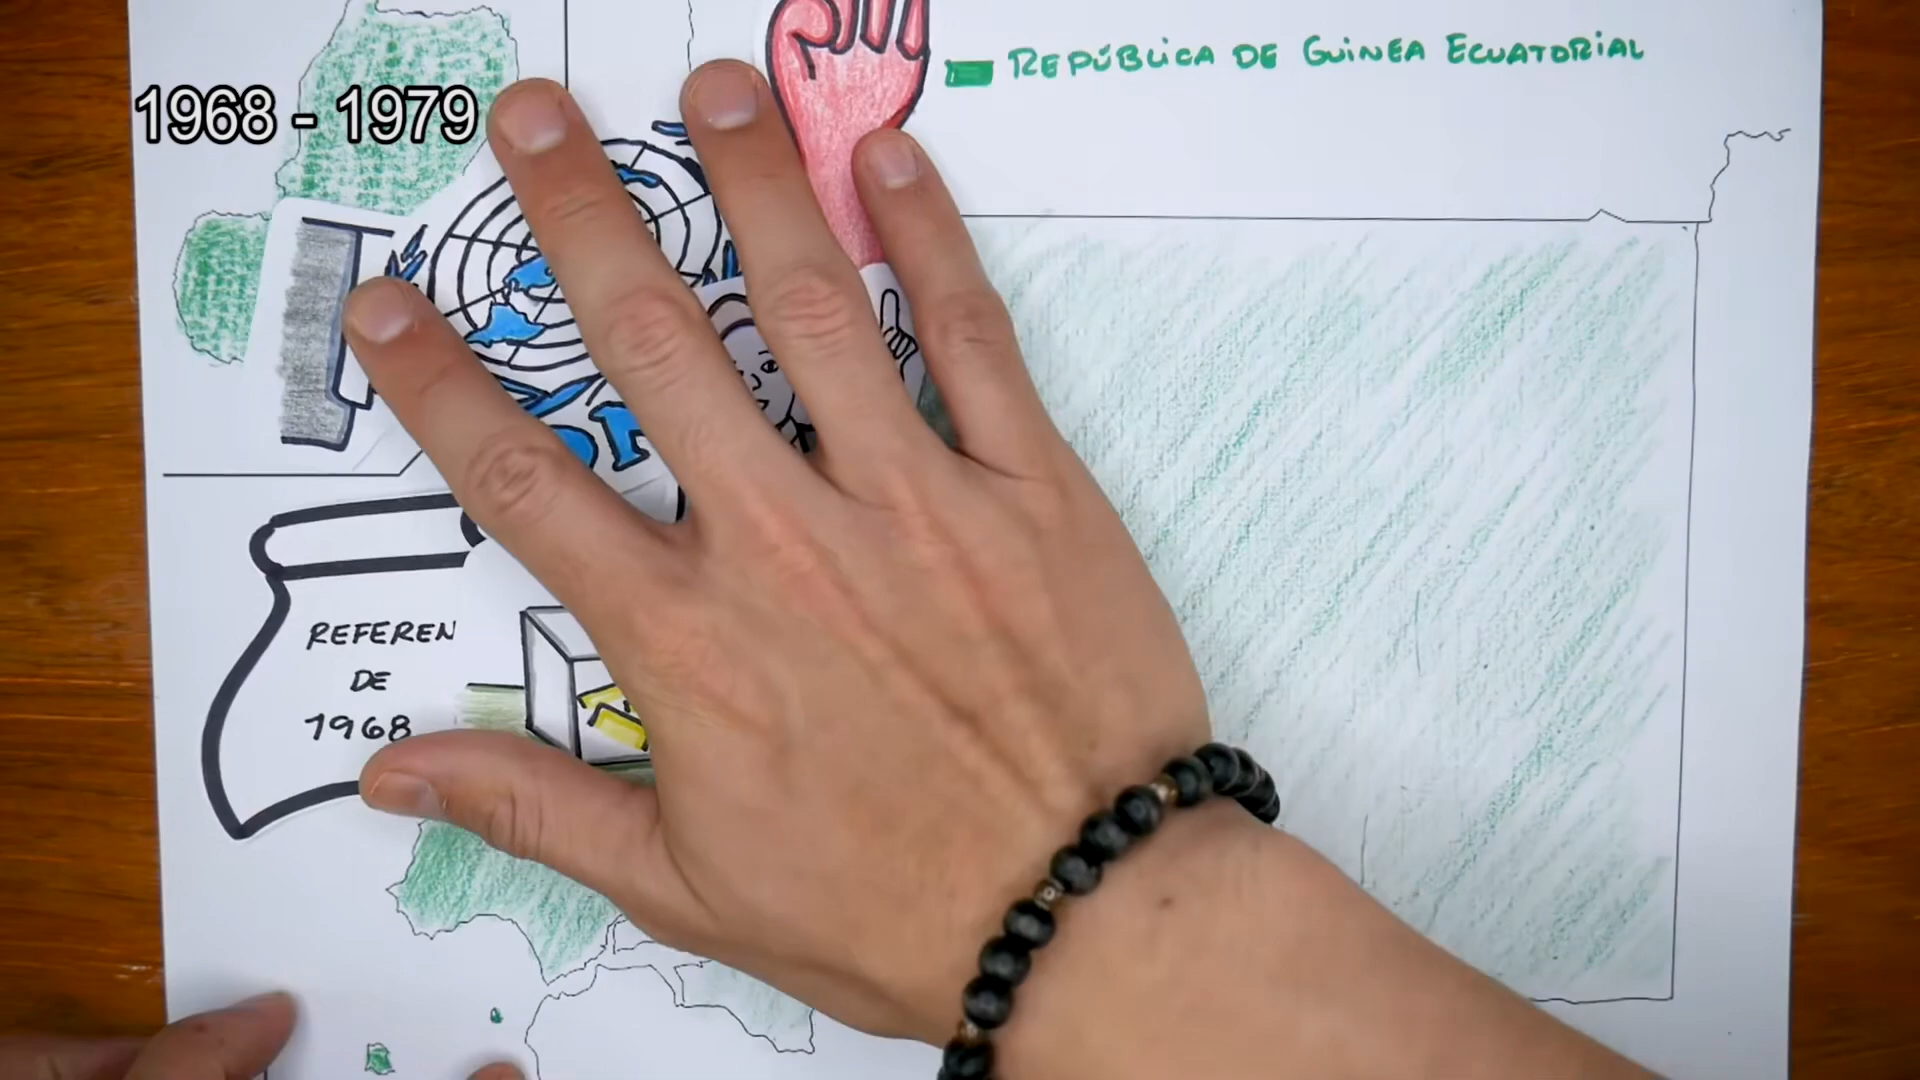 1968 - 1979
REPÚBLICA DE GUINEA ECUATORIAL
REFEREN
DE
1968